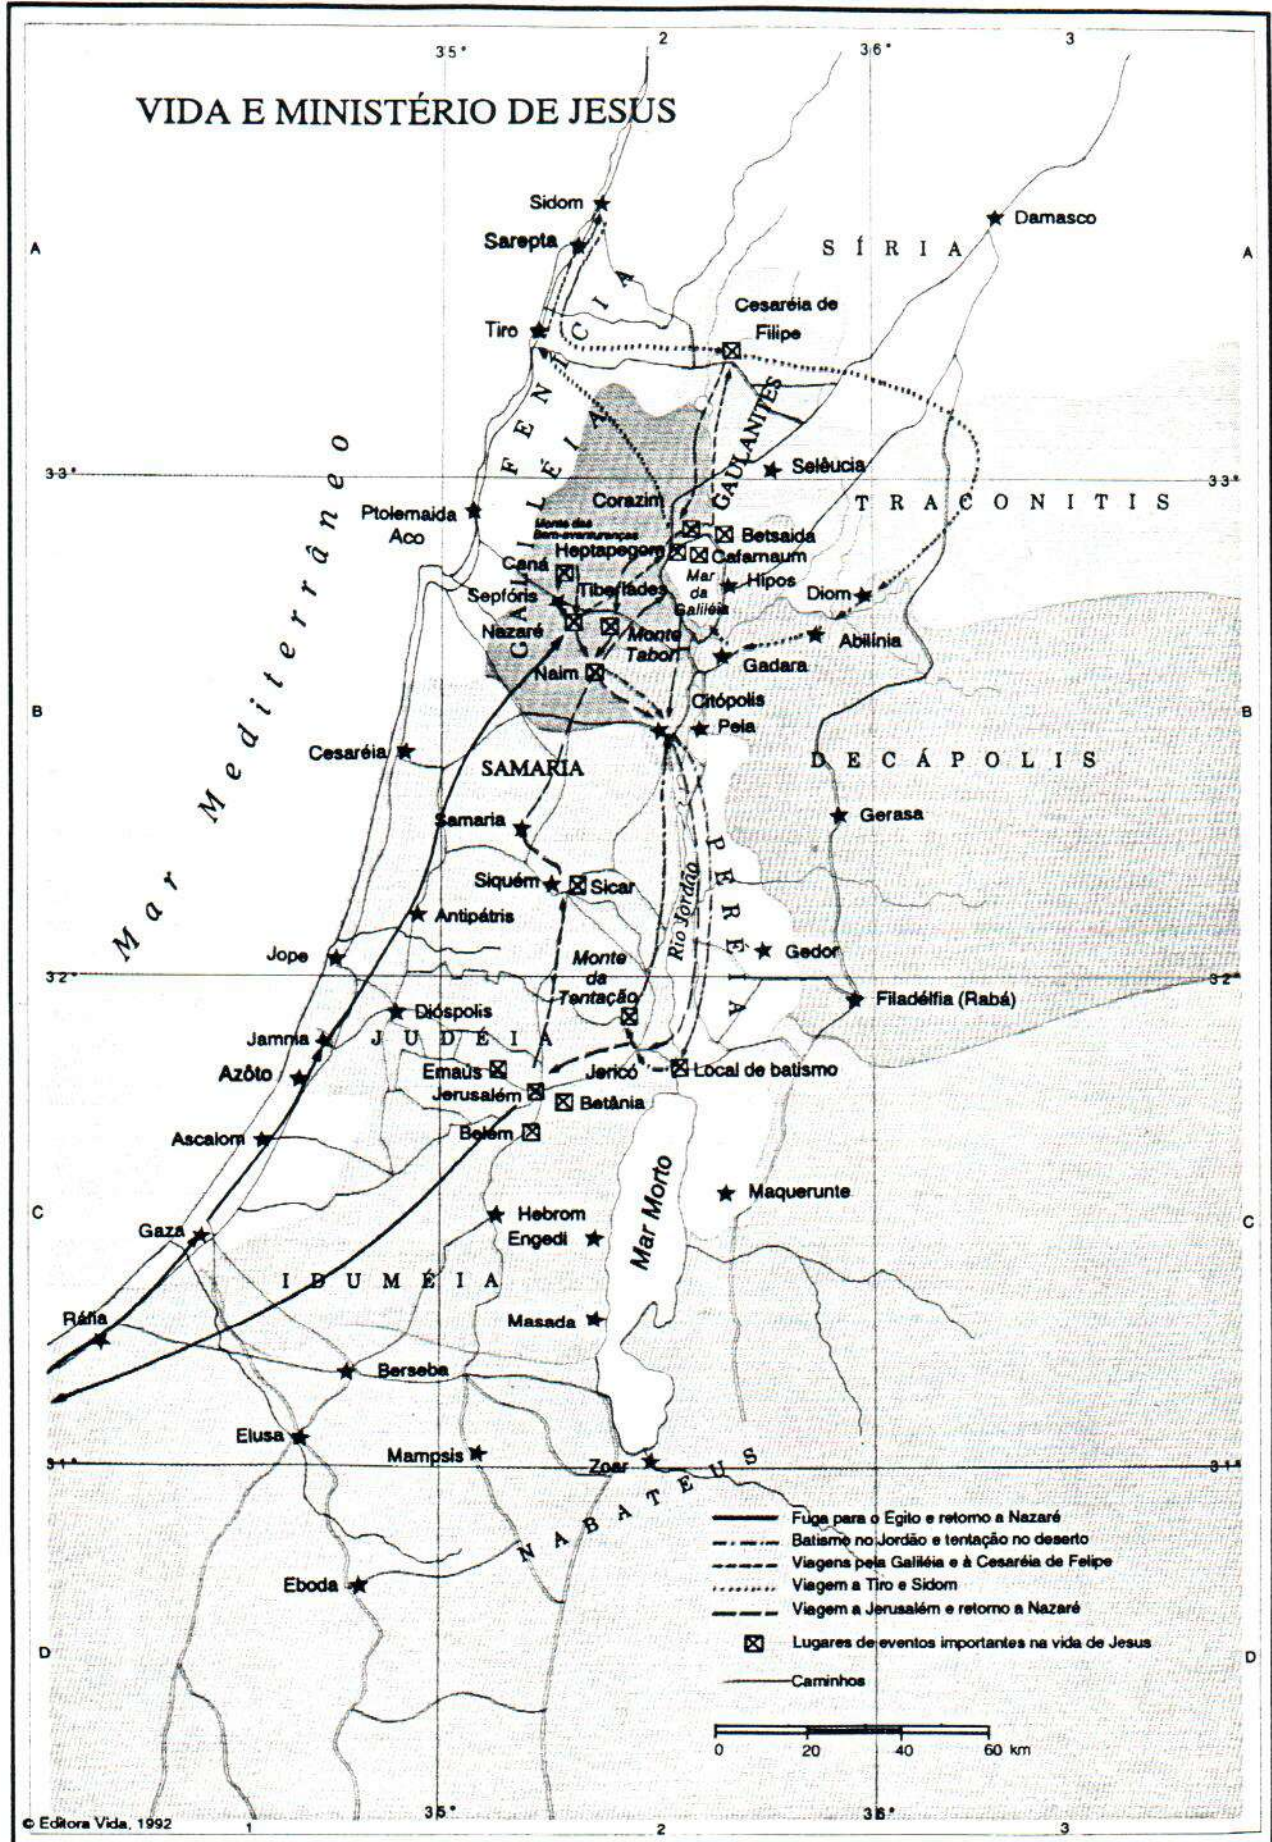 2
3
35°
36°
VIDA E MINISTÉRIO DE JESUS
Sidom
Damasco
Sarepta
SÍRIA
A
A
Cesaréia de
Filipe
Tiro
FENÍCIA
GALILÉIA
GAULANITES
Selêucia
33°
33°
Corazim
TRACONITIS
Ptolemaida
Aco
Monte das
Bem-aventuranças
Betsaida
Heptapegom
Cafarnaum
Caná
Mar
da
Galiléia
Hipos
Tiberíades
Diom
Sepfóris
Nazaré
Monte
Tabor
Abilínia
Gadara
Naim
Citópolis
B
B
Pela
Mar Mediterrâneo
Cesaréia
SAMARIA
DECÁPOLIS
Samaria
Gerasa
PERÉIA
Siquém
Sicar
Rio Jordão
Antipátris
Jope
Monte
da
Tentação
Gedor
32°
32°
Filadélfia (Rabá)
Dióspolis
Jamnia
JUDÉIA
Azôto
Emaús
Jericó
Local de batismo
Jerusalém
Betânia
Ascalom
Belém
Mar Morto
Maquerunte
C
C
Hebrom
Gaza
Engedi
IDUMÉIA
Ráfia
Masada
Berseba
Elusa
Mampsis
Zoar
31°
31°
NABATEUS
Fuga para o Egito e retorno a Nazaré
Batismo no Jordão e tentação no deserto
Viagens pela Galiléia e à Cesaréia de Felipe
Viagem a Tiro e Sidom
Viagem a Jerusalém e retorno a Nazaré
Eboda
Lugares de eventos importantes na vida de Jesus
D
D
Caminhos
0 20 40 60 km
35°
36°
© Editora Vida, 1992
1
2
3